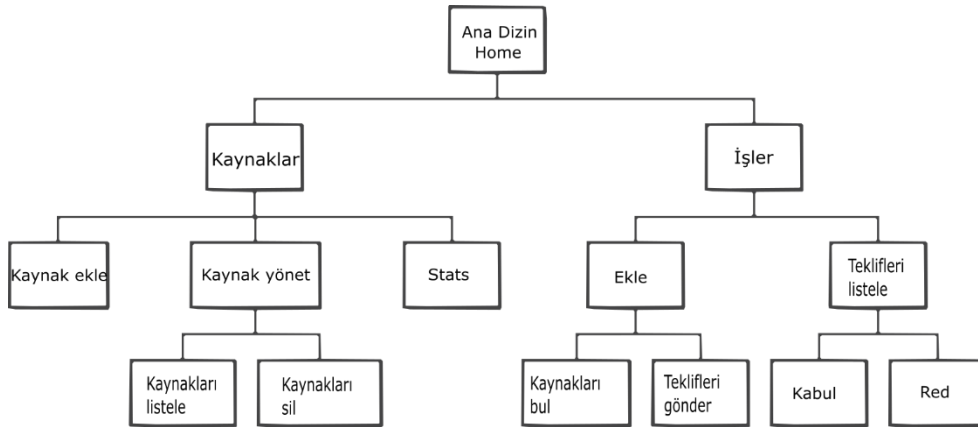 Ana Dizin
Home
Kaynaklar
İşler
Kaynak ekle
Kaynak yönet
Stats
Ekle
Teklifleri
listele
Kaynakları
listele
Kaynakları
sil
Kaynakları
bul
Teklifleri
gönder
Kabul
Red